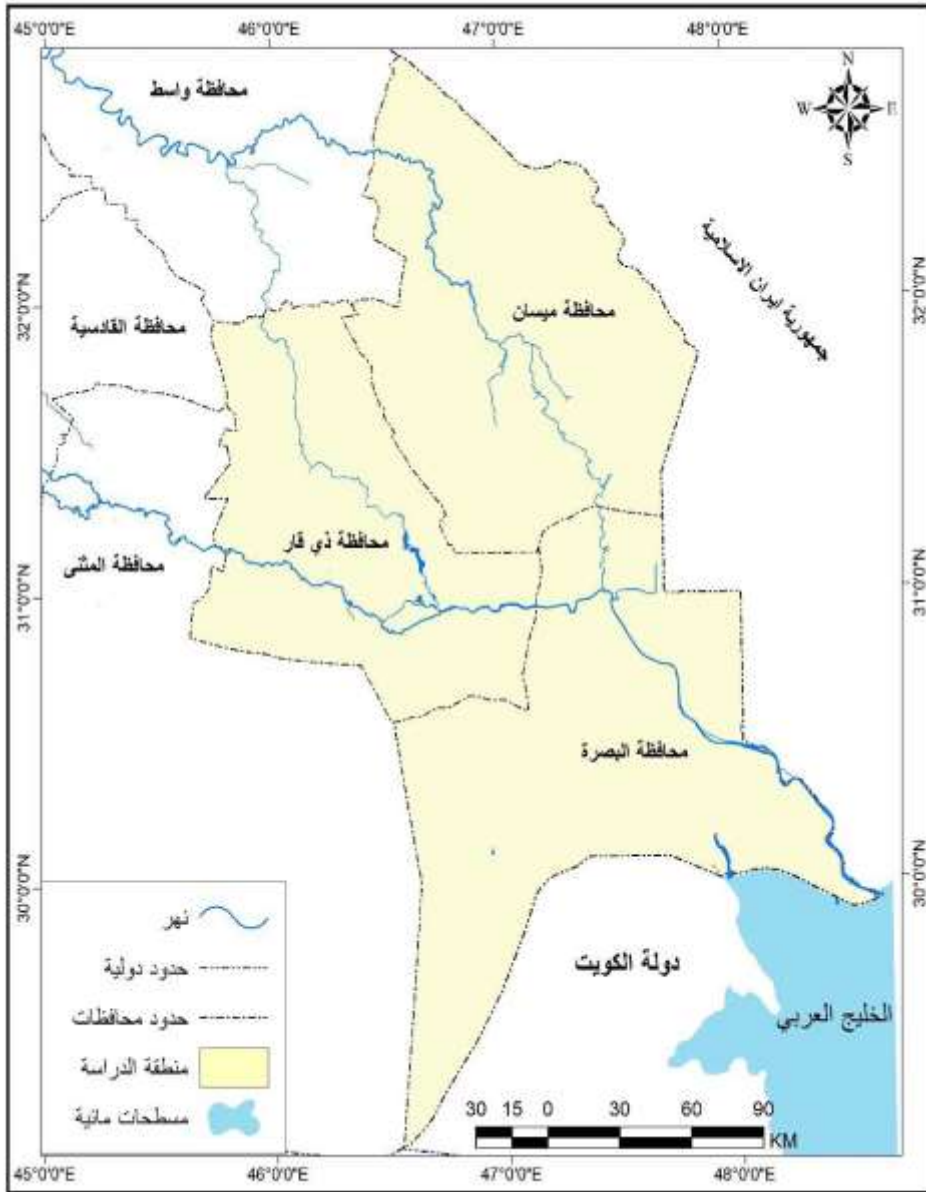 45°0'0"E
46°0'0"E
47°0'0"E
48°0'0"E
N
W
E
S
محافظة واسط
جمهورية ايران الاسلامية
32°0'0"N
32°0'0"N
محافظة ميسان
محافظة القادسية
محافظة ذي قار
محافظة المثنى
31°0'0"N
31°0'0"N
محافظة البصرة
30°0'0"N
30°0'0"N
دولة الكويت
الخليج العربي
نهر
حدود دولية
حدود محافظات
منطقة الدراسة
مسطحات مائية
30 15 0 30 60 90
KM
45°0'0"E
46°0'0"E
47°0'0"E
48°0'0"E